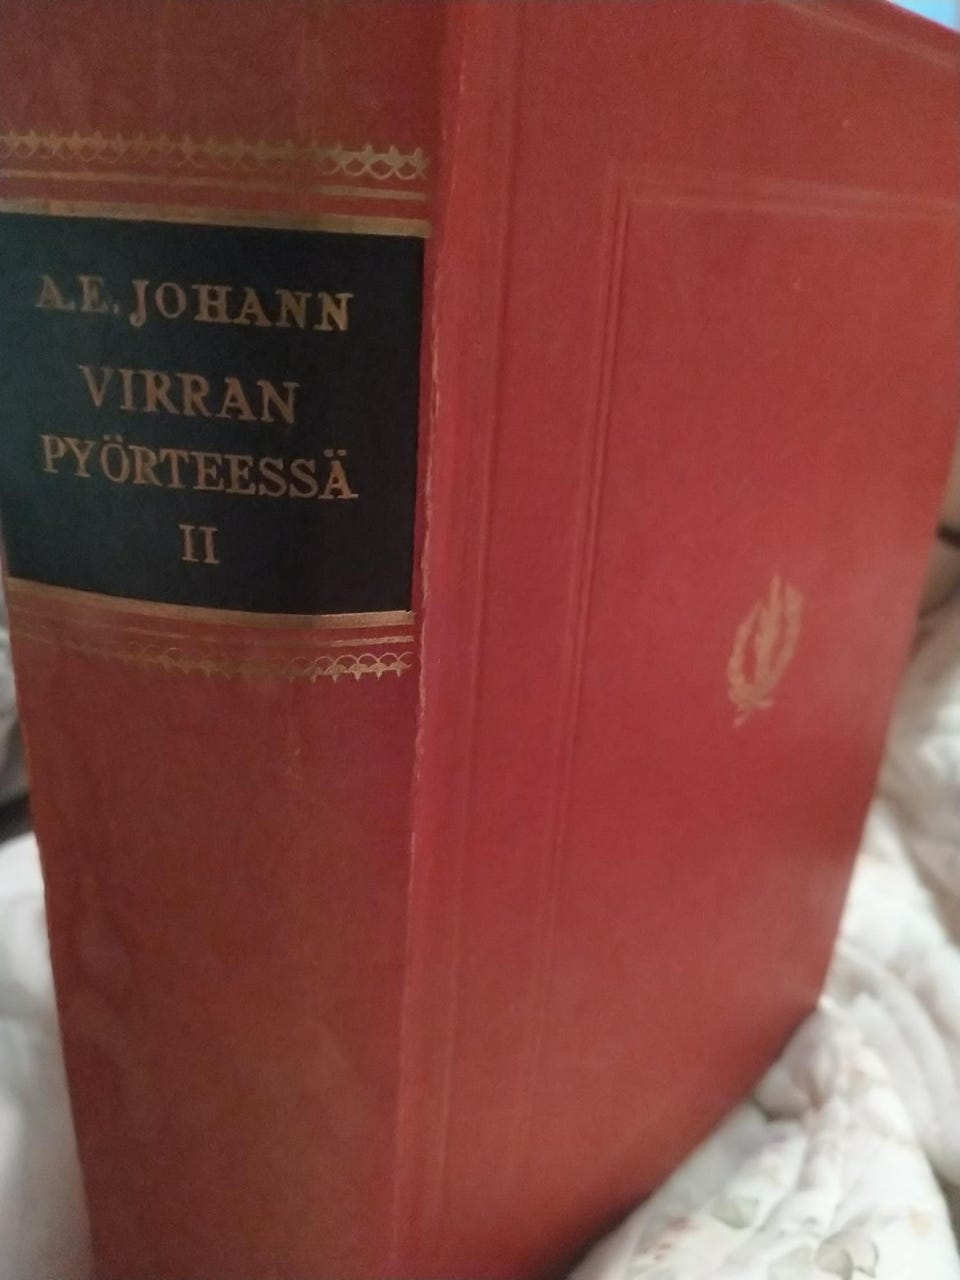 A.E. JOHANN
VIRRAN
PYÖRTEESSÄ
II